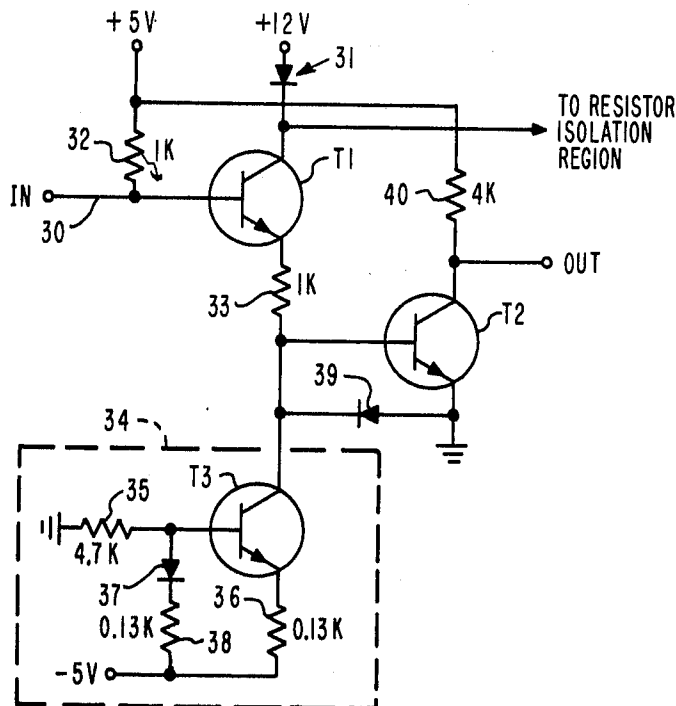 +5V
+12V
31
TO RESISTOR
ISOLATION
REGION
32
1K
T1
IN
30
40
4K
33
1K
OUT
T2
39
34
T3
35
4.7K
37
36
0.13K
38
0.13K
-5V